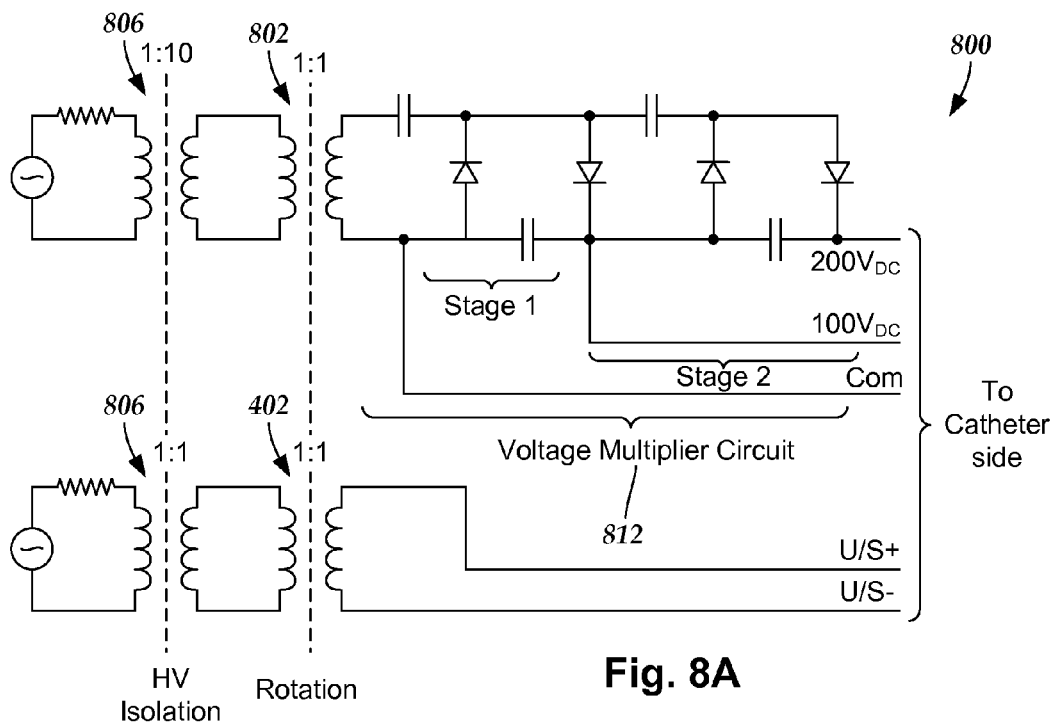 806
802
800
1:10
1:1
200VDC
Stage 1
100VDC
Stage 2
Com
806
402
1:1
1:1
Voltage Multiplier Circuit
To
Catheter
side
812
U/S+
U/S-
HV
Isolation
Rotation
Fig. 8A